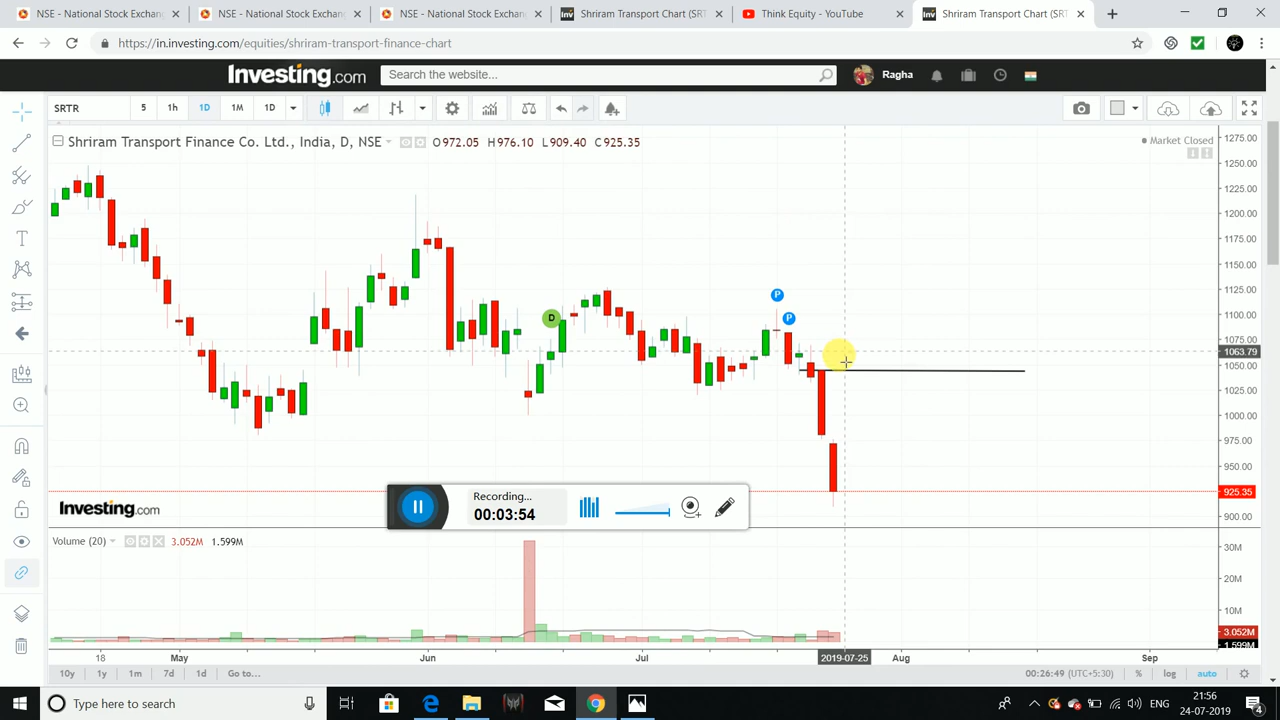 NSE - National Stock Exchan
NSE - National Stock Exchan
NSE - National Stock Exchan
Shriram Transport Chart (SRT
Think Equity - YouTube
Shriram Transport Chart (SRT
https://in.investing.com/equities/shriram-transport-finance-chart
Investing.com
Search the website...
Ragha
SRTR
5
1h
1D
1M
1D
Shriram Transport Finance Co. Ltd., India, D, NSE
O972.05 H976.10 L909.40 C925.35
Market Closed
1275.00
1250.00
1225.00
1200.00
1175.00
1150.00
1125.00
1100.00
1075.00
1063.79
1050.00
1025.00
1000.00
975.00
950.00
925.35
900.00
P
P
D
Recording...
00:03:54
Investing.com
Volume (20) 3.052M 1.599M
30M
20M
10M
3.052M
1.599M
18 May Jun Jul 2019-07-25 Aug Sep
10y 1y 1m 7d 1d Go to...
00:26:49 (UTC+5:30) % log auto
Type here to search
ENG
21:56
24-07-2019
4